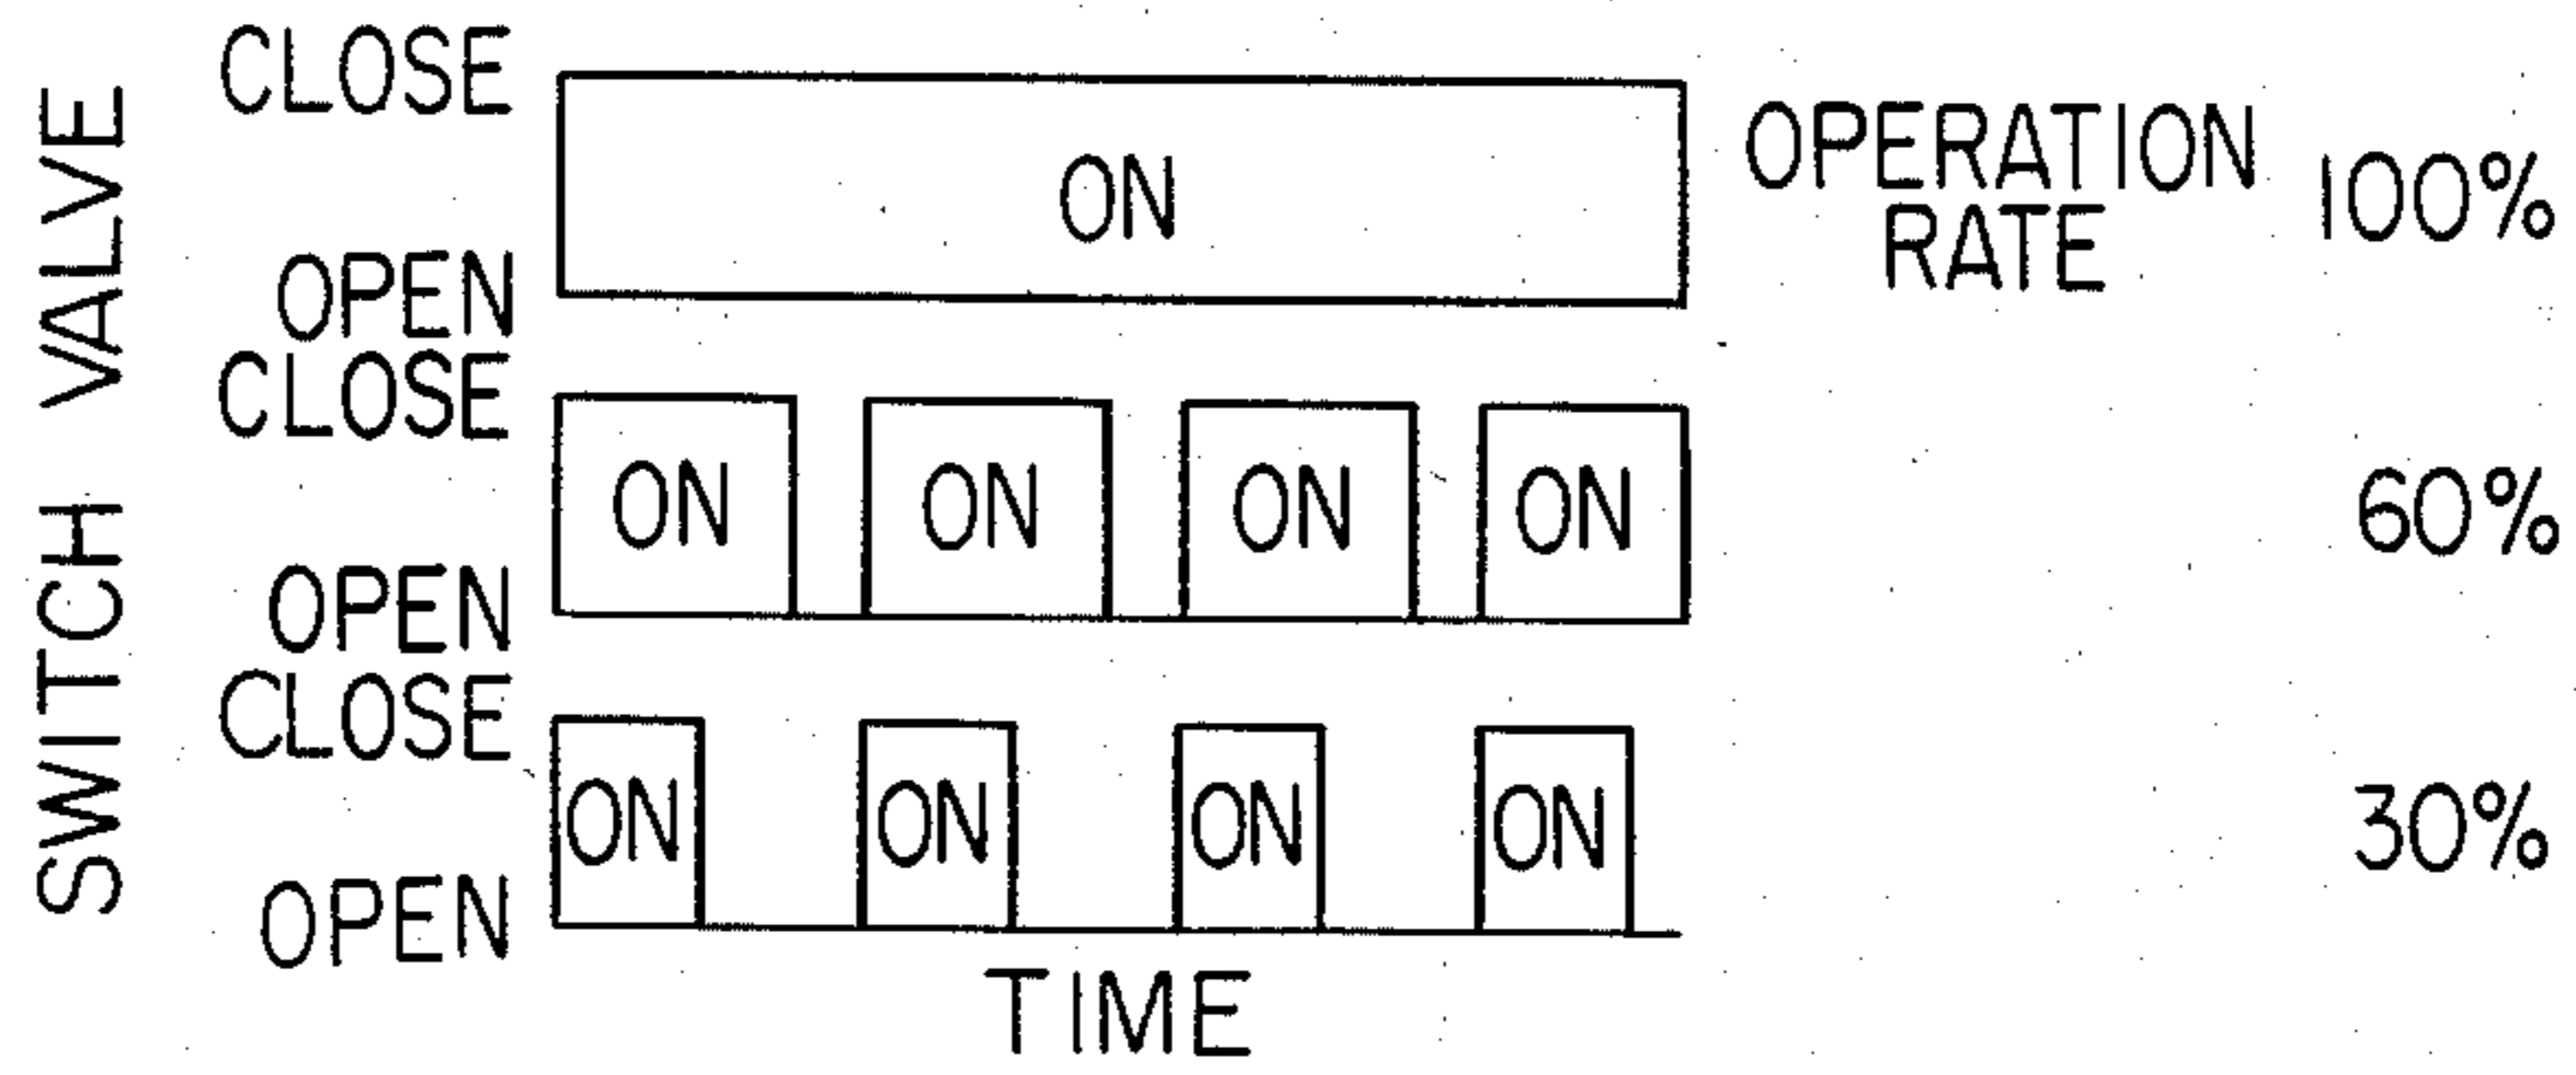 SWITCH VALVE
CLOSE
ON
OPERATION
RATE
100%
OPEN
CLOSE
ON ON ON ON
60%
OPEN
CLOSE
ON ON ON ON
30%
OPEN
TIME